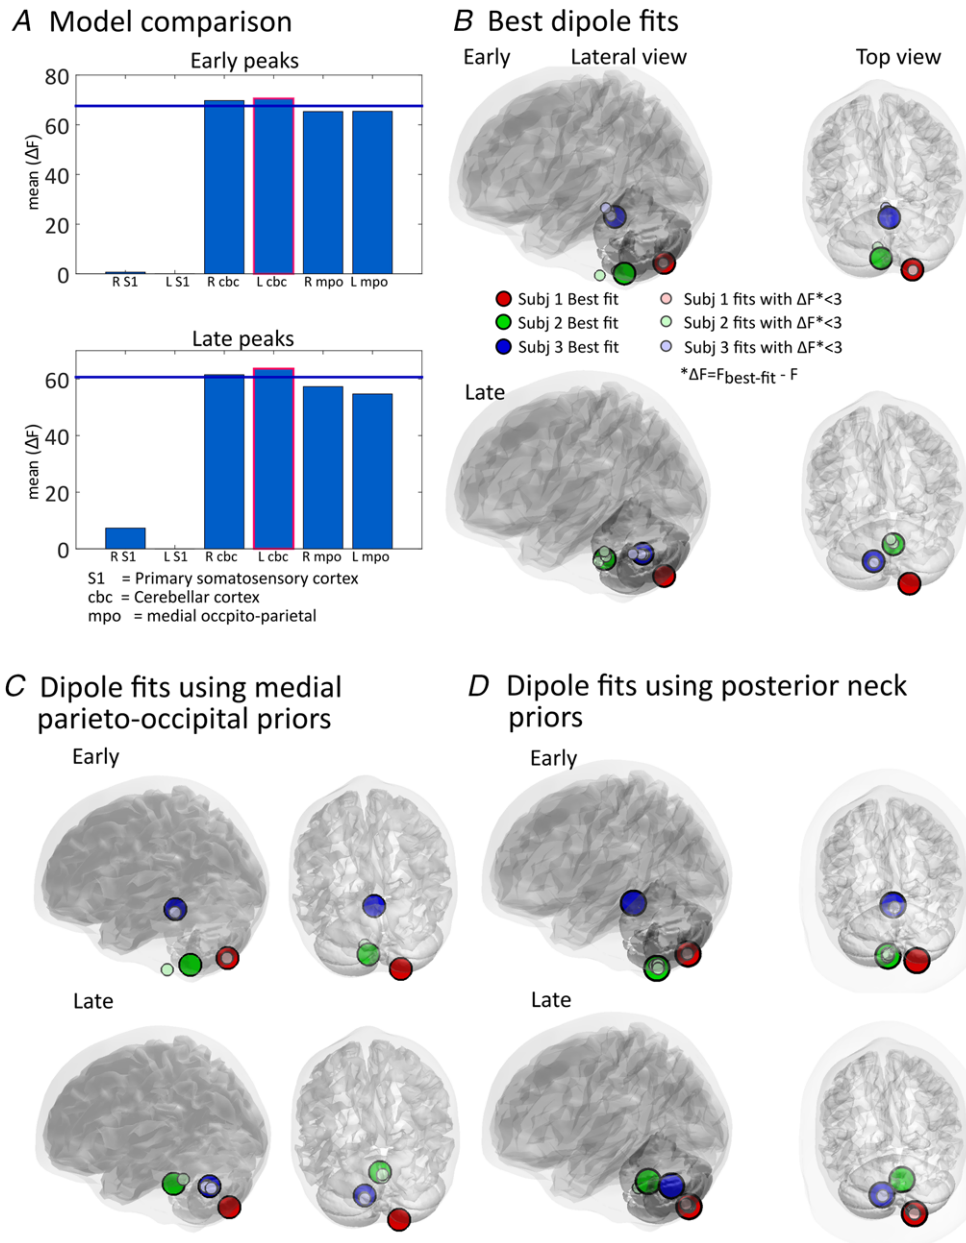 A Model comparison
Early peaks
mean (ΔF)
80
60
40
20
0
R S1 L S1 R cbc L cbc R mpo L mpo
Late peaks
mean (ΔF)
60
40
20
0
R S1 L S1 R cbc L cbc R mpo L mpo
S1 = Primary somatosensory cortex
cbc = Cerebellar cortex
mpo = medial occpito-parietal
B Best dipole fits
Early Lateral view Top view
Subj 1 Best fit Subj 1 fits with ΔF*<3
Subj 2 Best fit Subj 2 fits with ΔF*<3
Subj 3 Best fit Subj 3 fits with ΔF*<3
*ΔF=Fbest-fit - F
Late
C Dipole fits using medial
parieto-occipital priors
Early
Late
D Dipole fits using posterior neck
priors
Early
Late